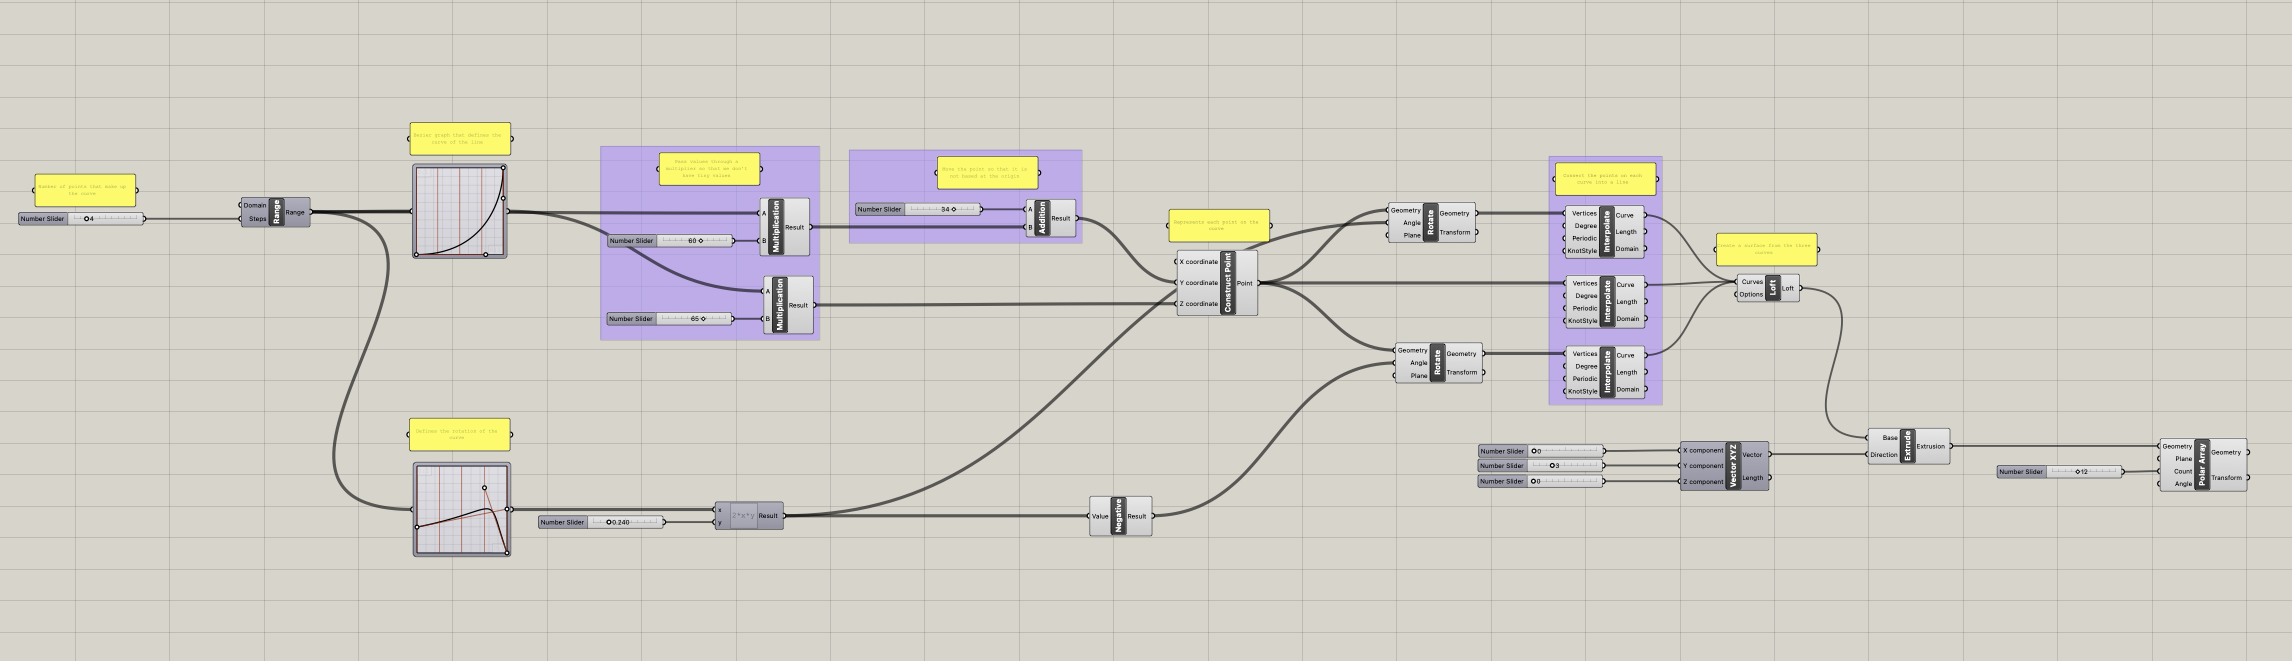 Number of points that make up
the curve
Number Slider
4
Domain
Steps
Range
Range
Bezier graph that defines the
curve of the line
Feed values through a
multiplier so that we don't
have tiny values
Number Slider
60
A
B
Multiplication
Result
Number Slider
65
A
B
Multiplication
Result
Move the point so that it is
not based at the origin
Number Slider
34
A
B
Addition
Result
Represents each point on the
curve
X coordinate
Y coordinate
Z coordinate
Construct Point
Point
Geometry
Angle
Plane
Rotate
Geometry
Transform
Geometry
Angle
Plane
Rotate
Geometry
Transform
Connect the points on each
curve into a line
Vertices
Degree
Periodic
KnotStyle
Interpolate
Curve
Length
Domain
Vertices
Degree
Periodic
KnotStyle
Interpolate
Curve
Length
Domain
Vertices
Degree
Periodic
KnotStyle
Interpolate
Curve
Length
Domain
Create a surface from the three
curves
Curves
Options
Loft
Loft
Defines the rotation of the
curve
Number Slider
0.240
x
y
2*x*y
Result
Value
Negative
Result
Number Slider
0
Number Slider
3
Number Slider
0
X component
Y component
Z component
Vector XYZ
Vector
Length
Base
Direction
Extrude
Extrusion
Number Slider
12
Geometry
Plane
Count
Angle
Polar Array
Geometry
Transform